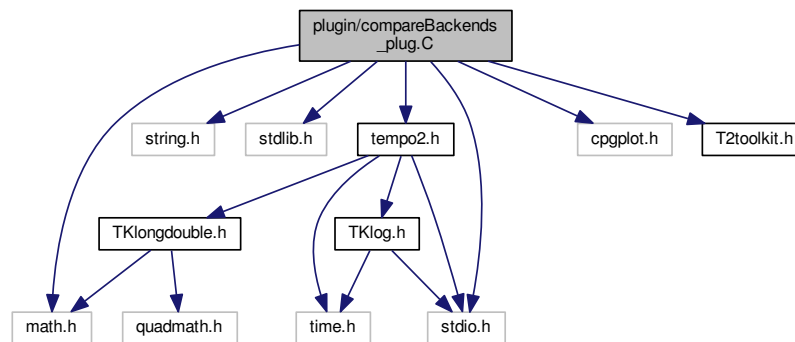 plugin/compareBackends
_plug.C
string.h
stdlib.h
tempo2.h
cpgplot.h
T2toolkit.h
TKlongdouble.h
TKlog.h
math.h
quadmath.h
time.h
stdio.h